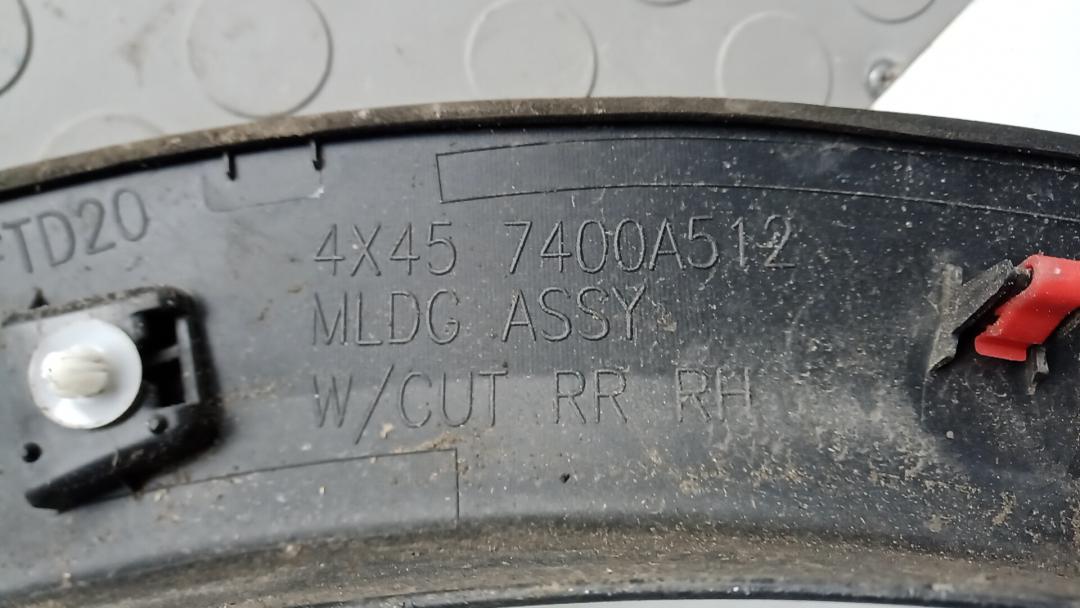 TD20
4X45 7400A512
MLDG ASSY
W/CUT RR RH